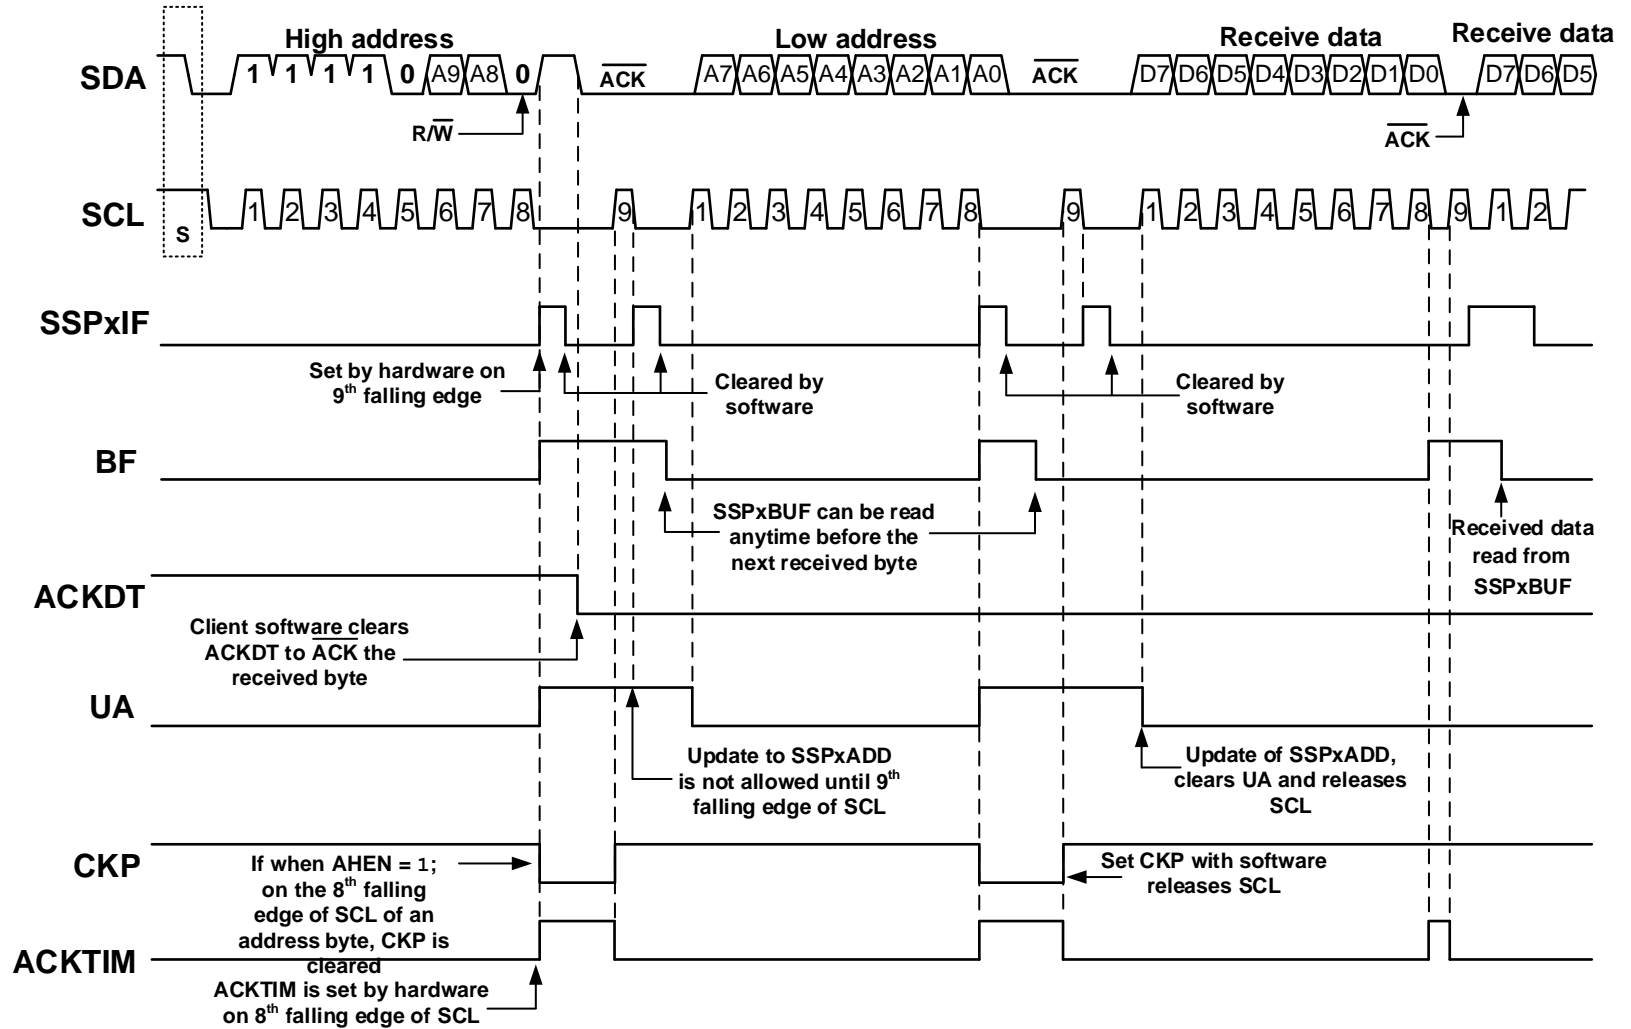 High address
Low address
Receive data
Receive data
SDA
1 1 1 1 0 A9 A8 0
ACK
A7 A6 A5 A4 A3 A2 A1 A0
ACK
D7 D6 D5 D4 D3 D2 D1 D0
D7 D6 D5
R/W
ACK
SCL
S
1 2 3 4 5 6 7 8 9
1 2 3 4 5 6 7 8 9
1 2 3 4 5 6 7 8 9 1 2
SSPxIF
Set by hardware on
9th falling edge
Cleared by
software
Cleared by
software
BF
SSPxBUF can be read
anytime before the
next received byte
Received data
read from
SSPxBUF
ACKDT
Client software clears
ACKDT to ACK the
received byte
UA
Update to SSPxADD
is not allowed until 9th
falling edge of SCL
Update of SSPxADD,
clears UA and releases
SCL
CKP
If when AHEN = 1;
on the 8th falling
edge of SCL of an
address byte, CKP is
cleared
Set CKP with software
releases SCL
ACKTIM
ACKTIM is set by hardware
on 8th falling edge of SCL